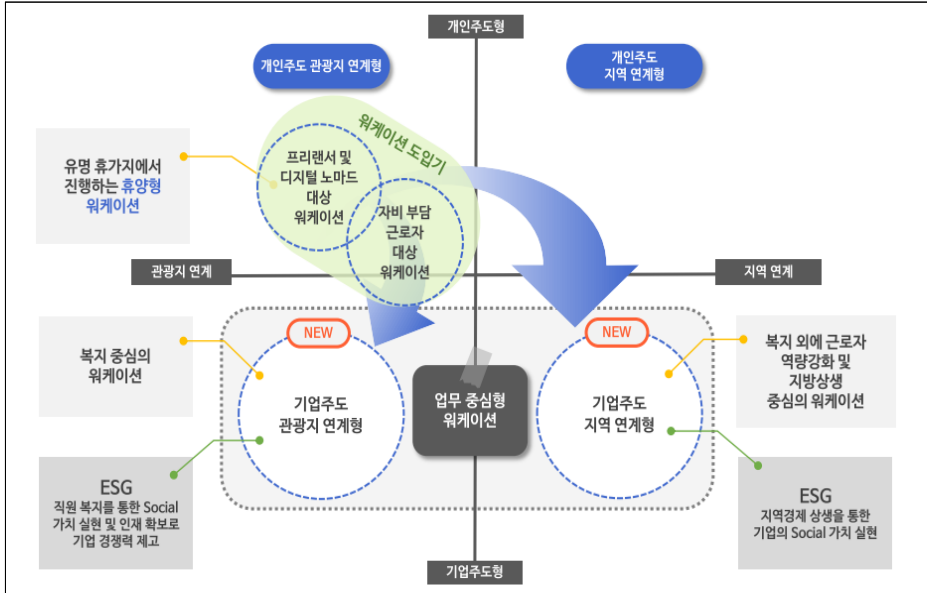 개인주도형
개인주도 관광지 연계형
개인주도
지역 연계형
워케이션 도입기
유명 휴가지에서
진행하는 휴양형
워케이션
프리랜서 및
디지털 노마드
대상
워케이션
자비 부담
근로자
대상
워케이션
관광지 연계
지역 연계
NEW
NEW
복지 중심의
워케이션
기업주도
관광지 연계형
업무 중심형
워케이션
기업주도
지역 연계형
복지 외에 근로자
역량강화 및
지방상생
중심의 워케이션
ESG
직원 복지를 통한 Social
가치 실현 및 인재 확보로
기업 경쟁력 제고
ESG
지역경제 상생을 통한
기업의 Social 가치 실현
기업주도형